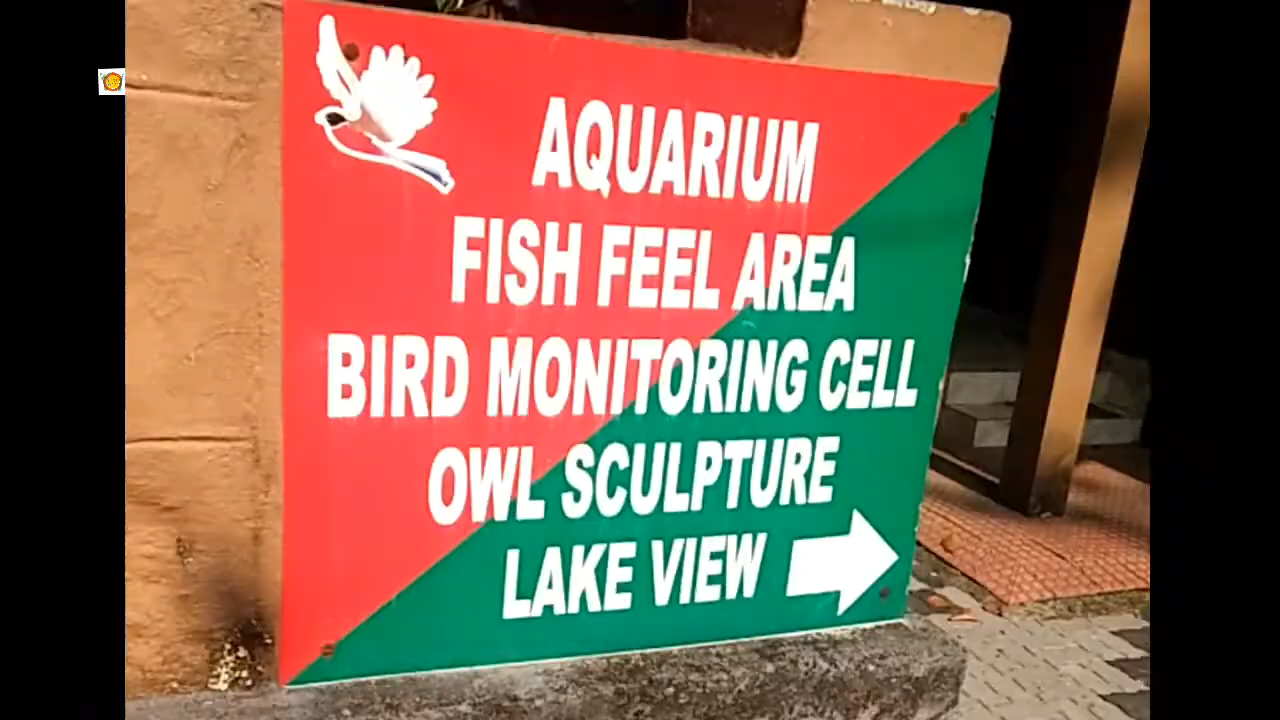 AQUARIUM
FISH FEEL AREA
BIRD MONITORING CELL
OWL SCULPTURE
LAKE VIEW